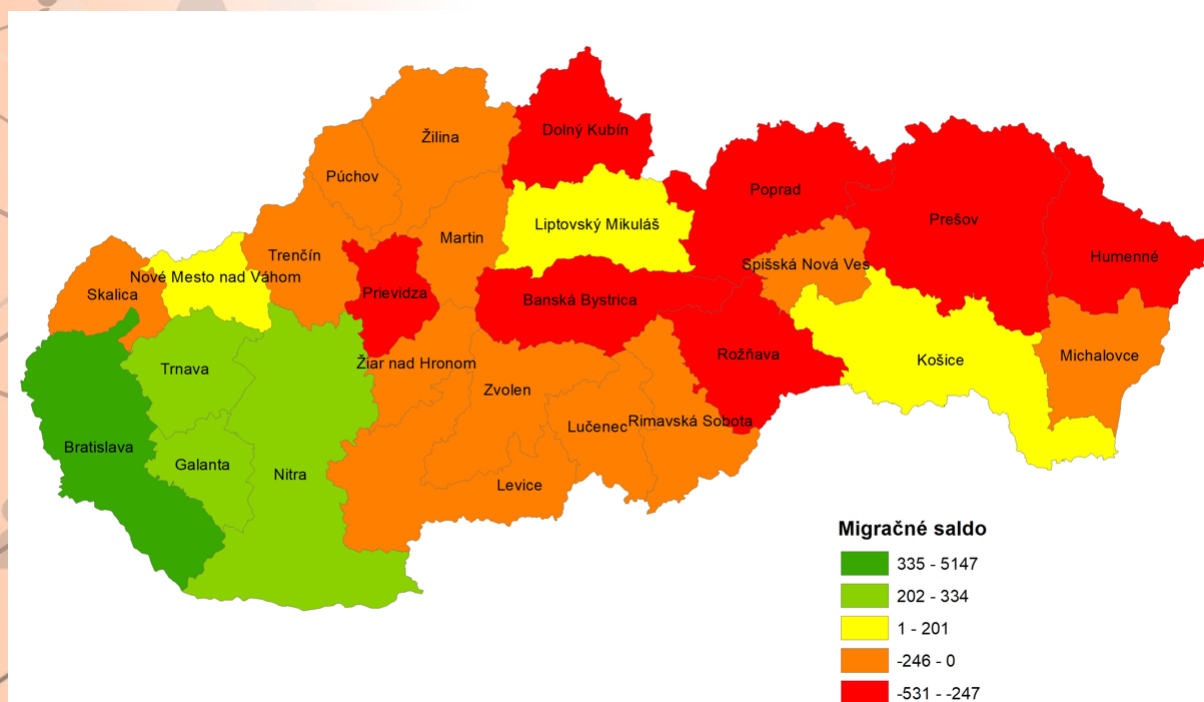 Dolný Kubín
Žilina
Púchov
Poprad
Prešov
Liptovský Mikuláš
Martin
Trenčín
Humenné
Spišská Nová Ves
Nové Mesto nad Váhom
Skalica
Prievidza
Banská Bystrica
Rožňava
Košice
Michalovce
Žiar nad Hronom
Trnava
Zvolen
Rimavská Sobota
Lučenec
Bratislava
Galanta
Nitra
Levice
Migračné saldo
335 - 5147
202 - 334
1 - 201
-246 - 0
-531 - -247